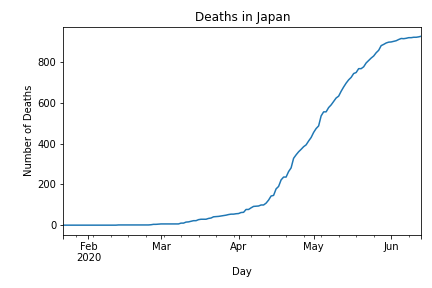 Deaths in Japan
Number of Deaths
800
600
400
200
0
Feb
2020
Mar
Apr
May
Jun
Day